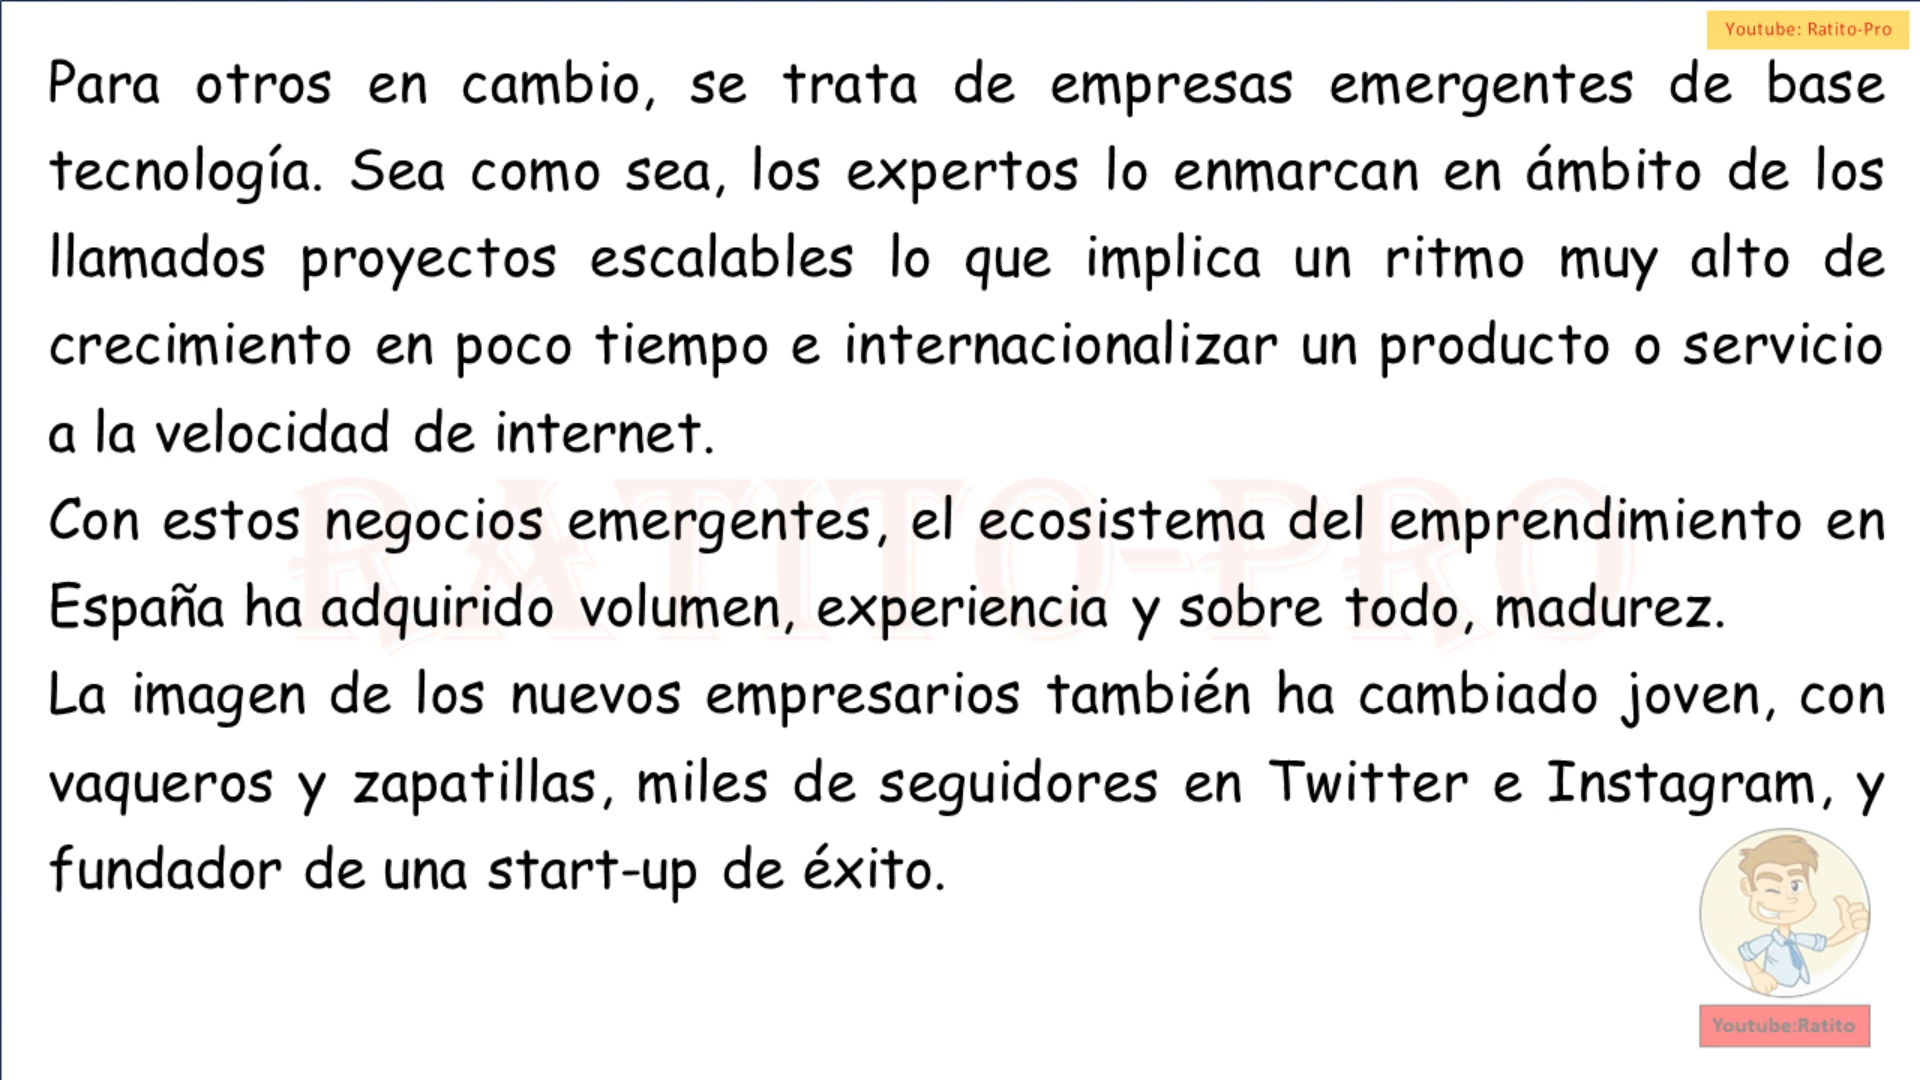 Youtube: Ratito-Pro
Para otros en cambio, se trata de empresas emergentes de base
tecnología. Sea como sea, los expertos lo enmarcan en ámbito de los
llamados proyectos escalables lo que implica un ritmo muy alto de
crecimiento en poco tiempo e internacionalizar un producto o servicio
a la velocidad de internet.
RATITO-PRO
Con estos negocios emergentes, el ecosistema del emprendimiento en
España ha adquirido volumen, experiencia y sobre todo, madurez.
La imagen de los nuevos empresarios también ha cambiado joven, con
vaqueros y zapatillas, miles de seguidores en Twitter e Instagram, y
fundador de una start-up de éxito.
Youtube:Ratito